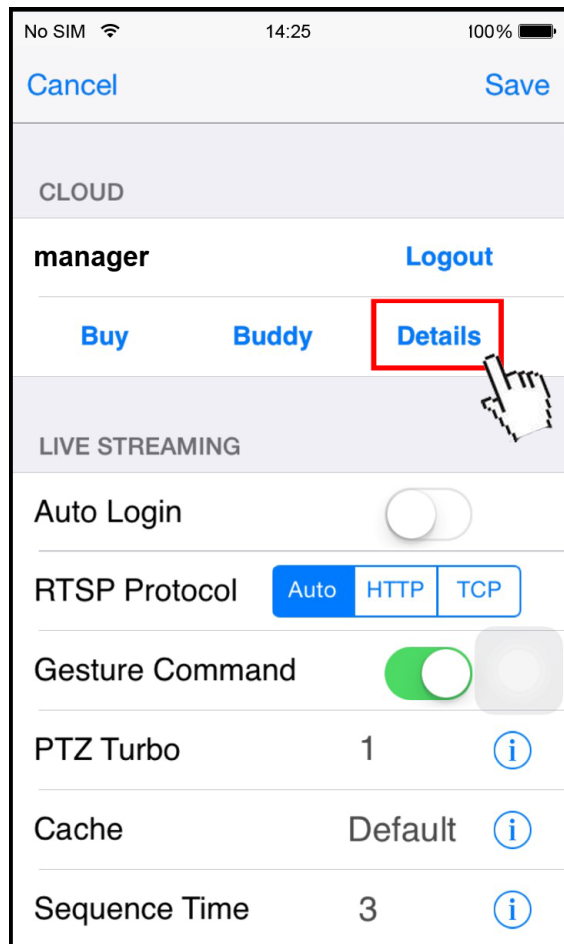 No SIM 14:25 100%
Cancel Save
CLOUD
manager Logout
Buy Buddy Details
LIVE STREAMING
Auto Login
RTSP Protocol Auto HTTP TCP
Gesture Command
PTZ Turbo 1 i
Cache Default i
Sequence Time 3 i